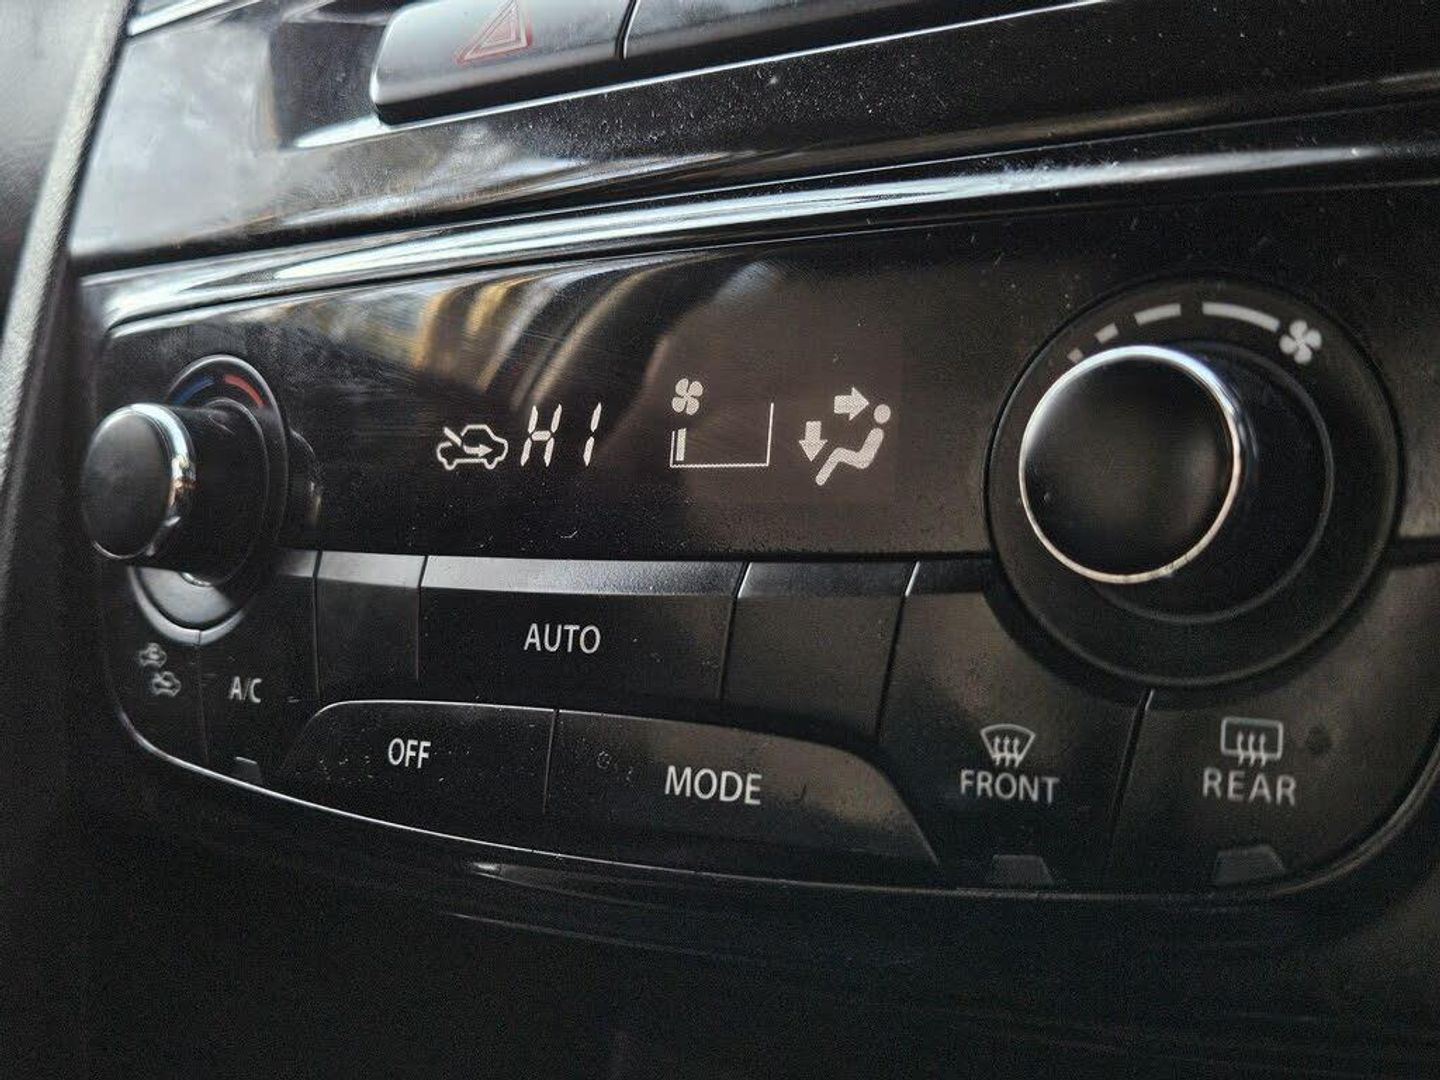 HI
AUTO
A/C
OFF
MODE
FRONT
REAR